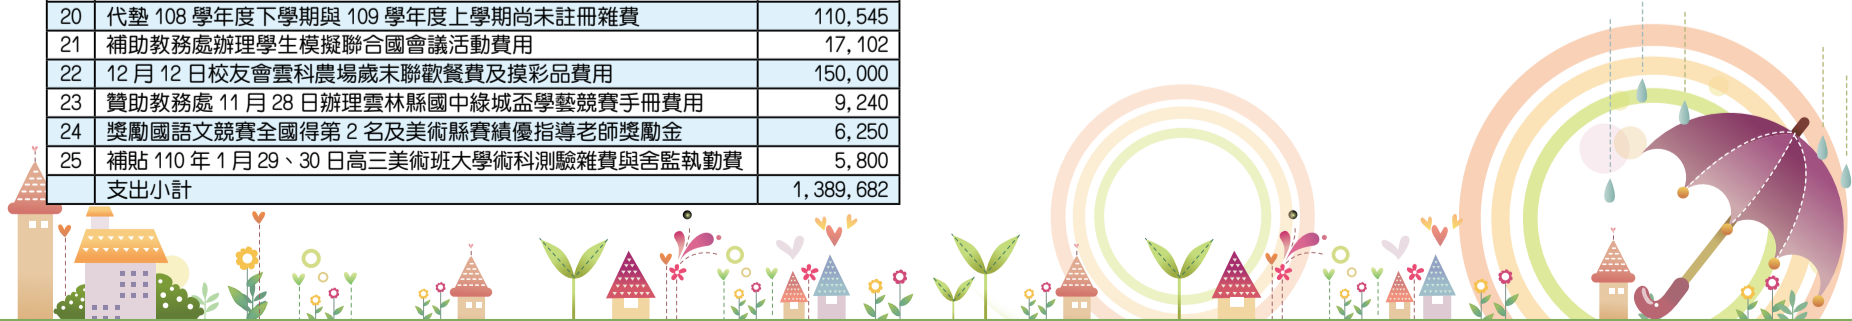 20 代墊 108 學年度下學期與 109 學年度上學期尚未註冊雜費 110,545
21 補助教務處辦理學生模擬聯合國會議活動費用 17,102
22 12 月 12 日校友會雲科農場歲末聯歡餐費及摸彩品費用 150,000
23 贊助教務處 11 月 28 日辦理雲林縣國中綠城盃學藝競賽手冊費用 9,240
24 獎勵國語文競賽全國得第 2 名及美術縣賽績優指導老師獎勵金 6,250
25 補貼 110 年 1 月 29、30 日高三美術班大學術科測驗雜費與舍監執勤費 5,800
支出小計 1,389,682